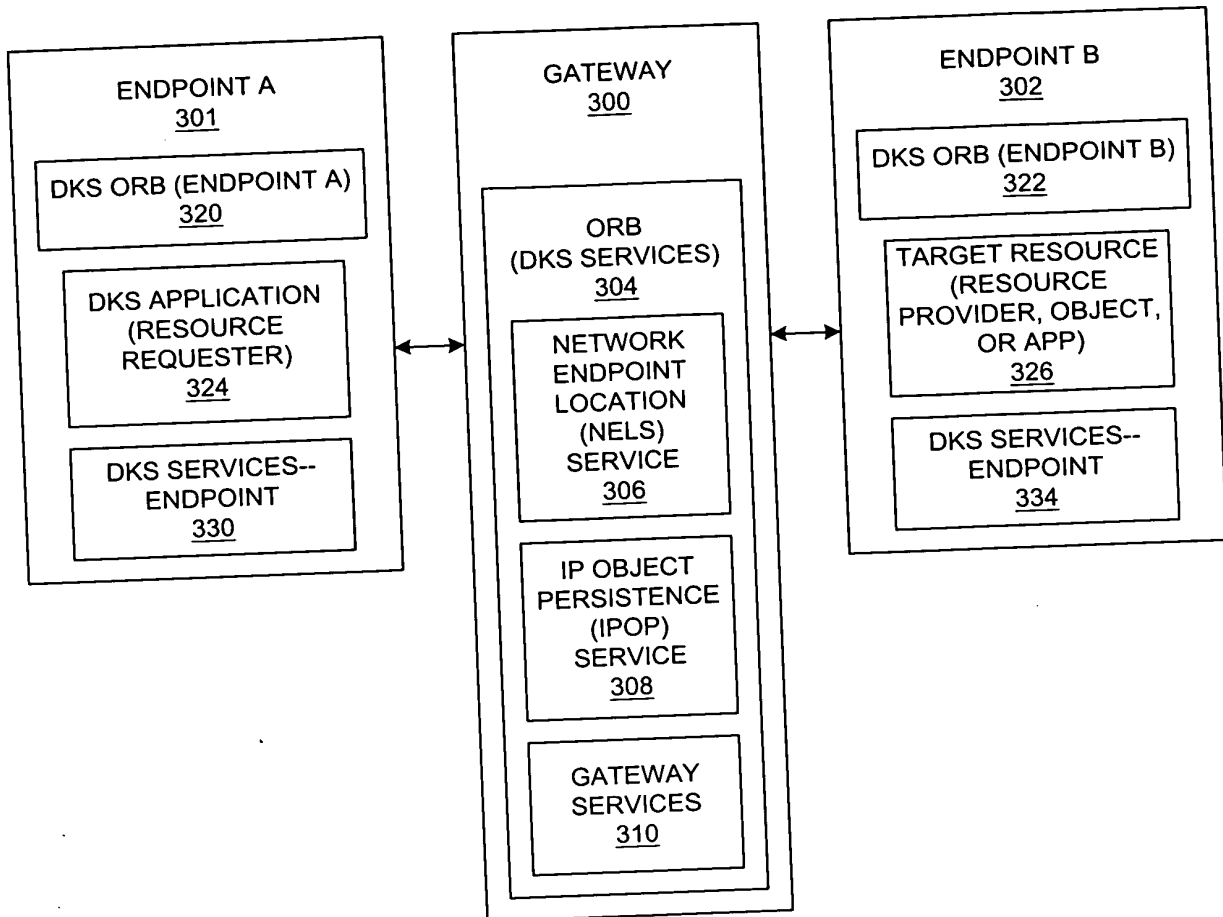 ENDPOINT A
301
DKS ORB (ENDPOINT A)
320
DKS APPLICATION
(RESOURCE
REQUESTER)
324
DKS SERVICES--
ENDPOINT
330
GATEWAY
300
ORB
(DKS SERVICES)
304
NETWORK
ENDPOINT
LOCATION
(NELS)
SERVICE
306
IP OBJECT
PERSISTENCE
(IPOP)
SERVICE
308
GATEWAY
SERVICES
310
ENDPOINT B
302
DKS ORB (ENDPOINT B)
322
TARGET RESOURCE
(RESOURCE
PROVIDER, OBJECT,
OR APP)
326
DKS SERVICES--
ENDPOINT
334